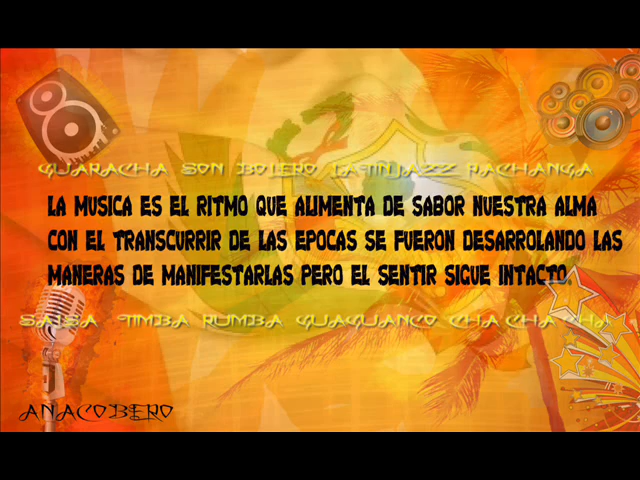 GUARACHA SON BOLERO LATINJAZZ PACHANGA
LA MUSICA ES EL RITMO QUE ALIMENTA DE SABOR NUESTRA ALMA
CON EL TRANSCURRIR DE LAS EPOCAS SE FUERON DESARROLANDO LAS
MANERAS DE MANIFESTARLAS PERO EL SENTIR SIGUE INTACTO.
SALSA TIMBA RUMBA GUAGUANCO CHA CHA CHA
ANACOBERO